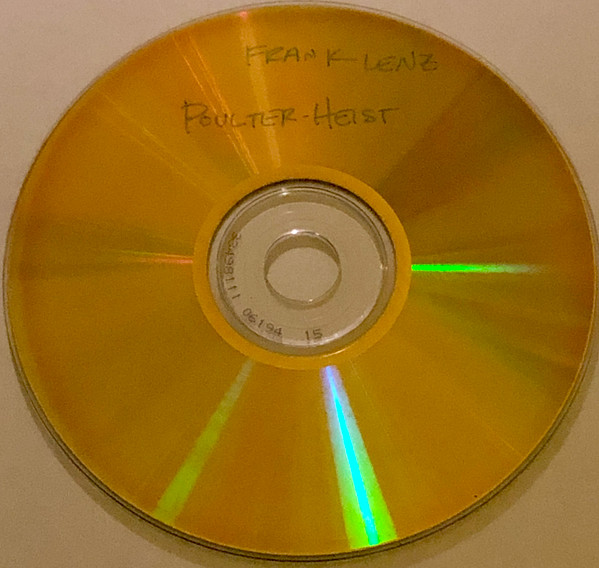 FRANK LENZ
POULTER-HEIST
06194 15